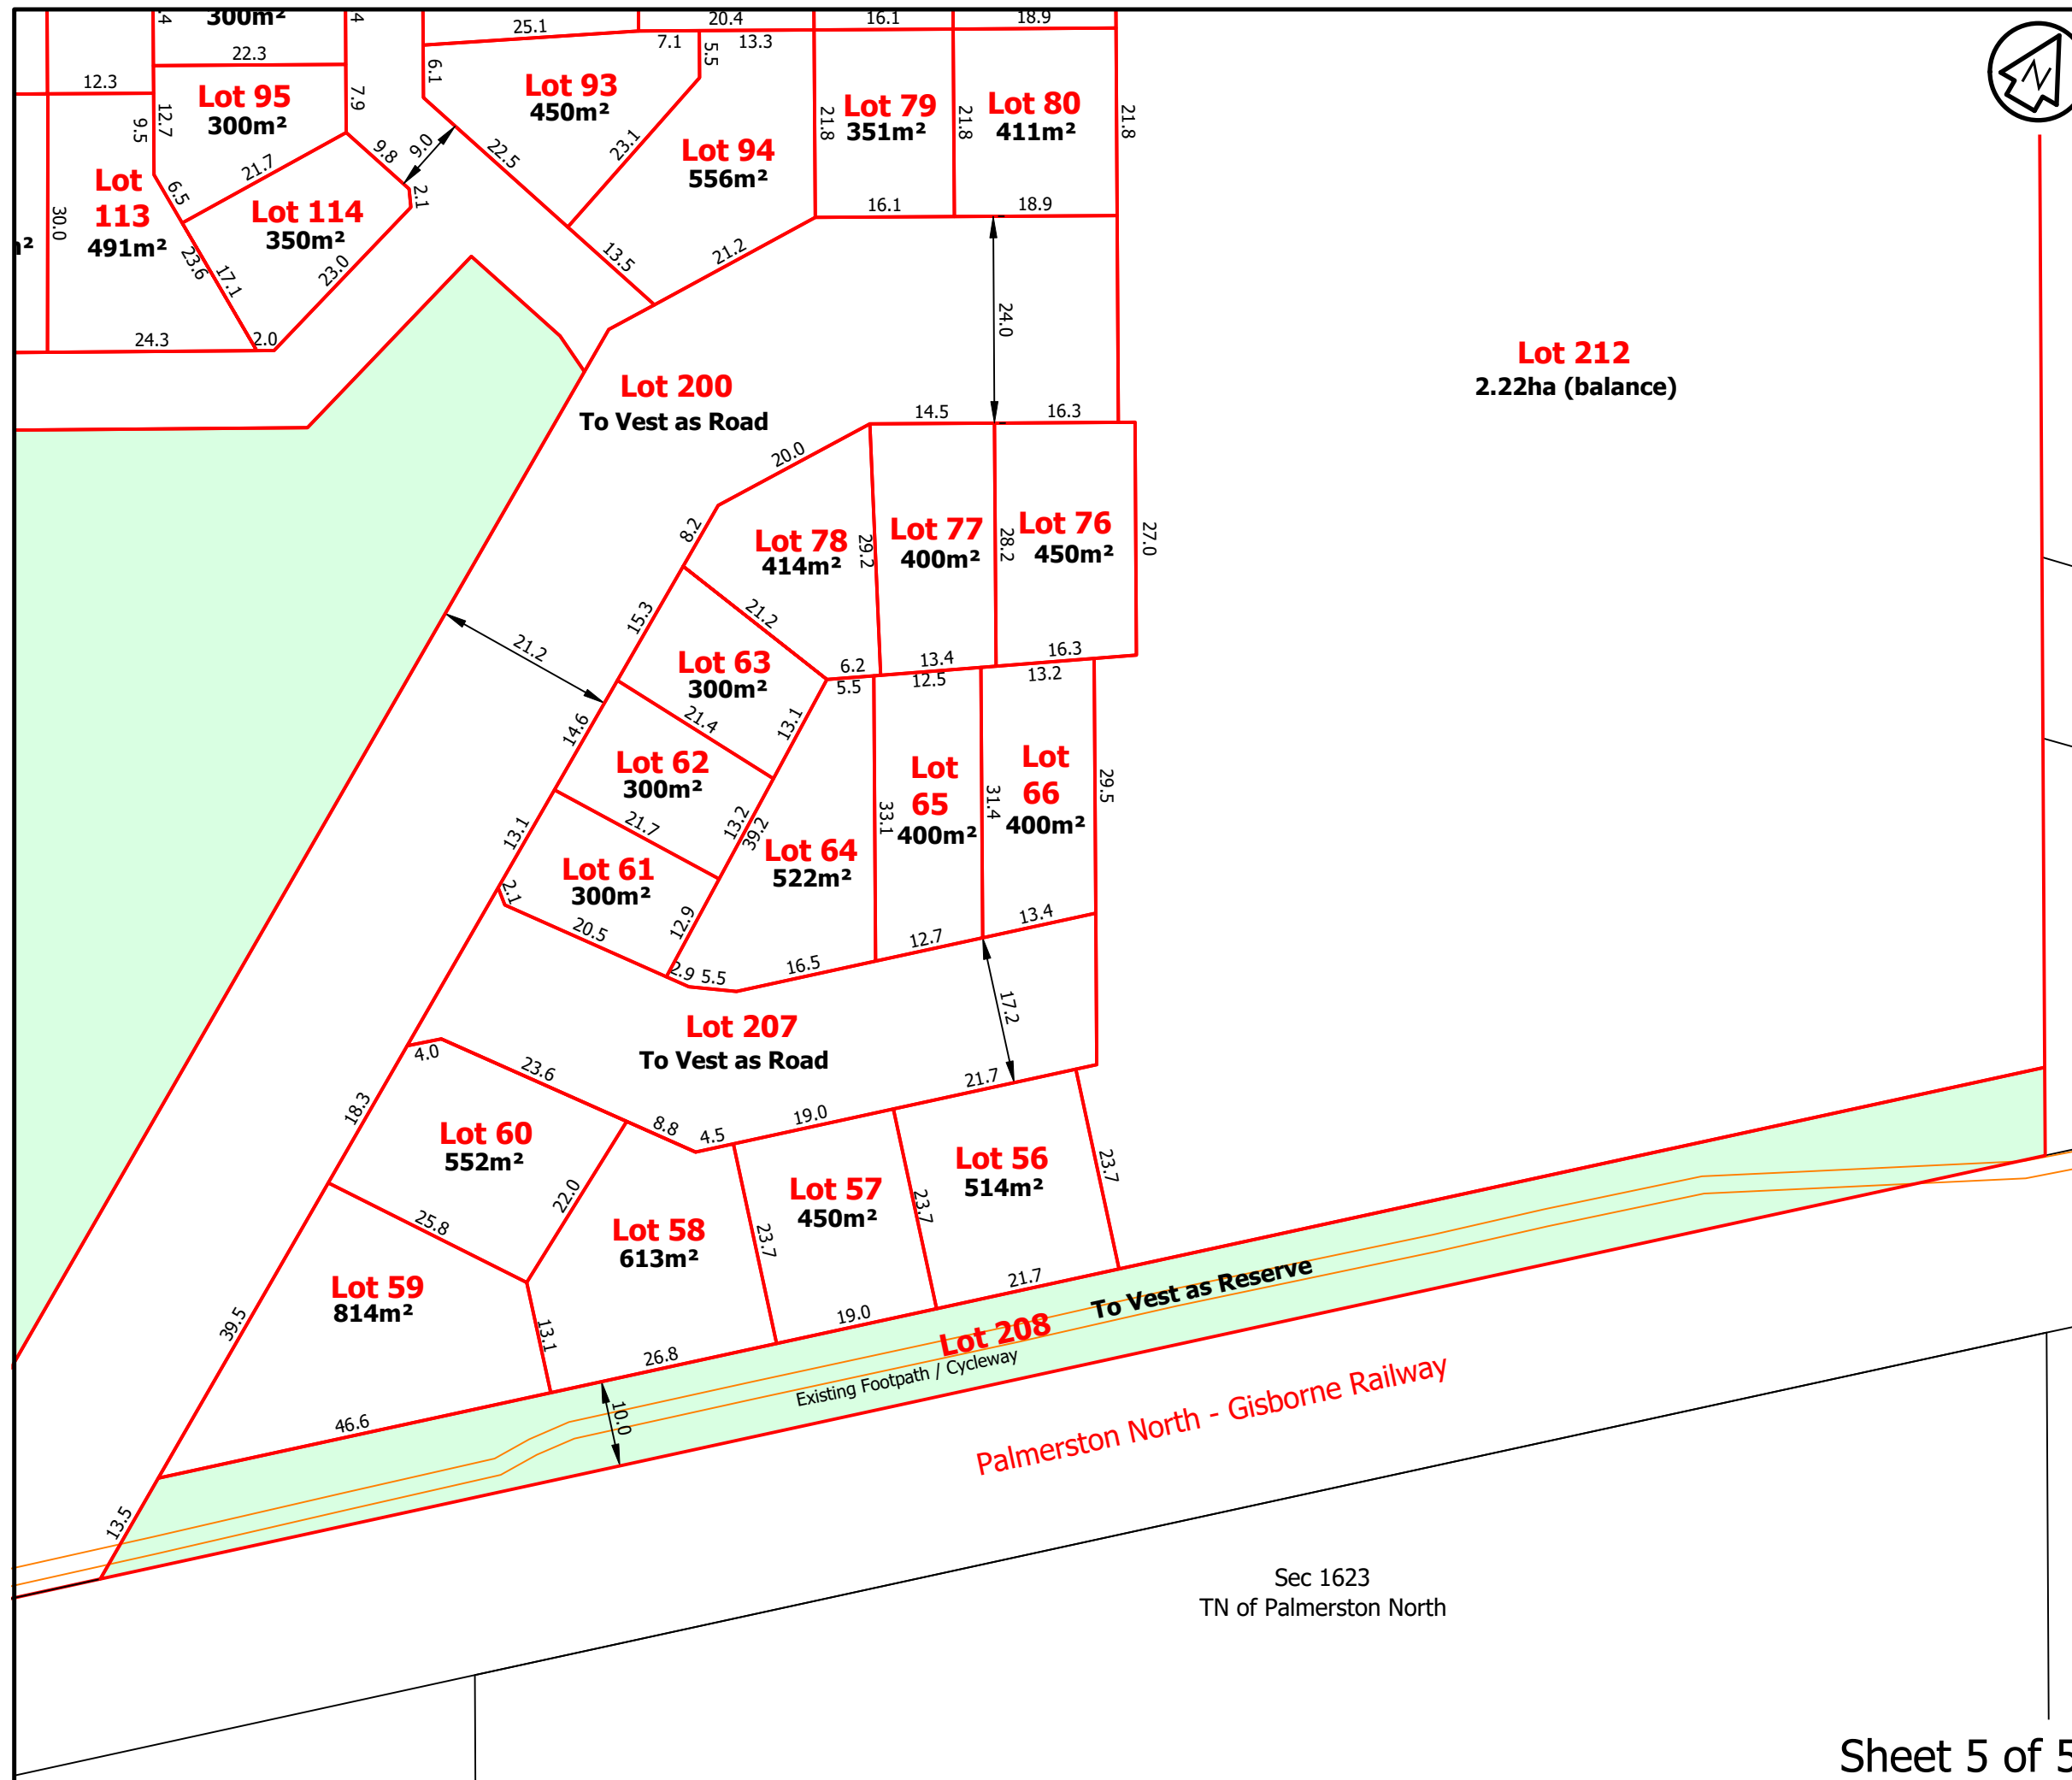 300m²
25.1
20.4
16.1
18.9
22.3
7.1
5.5
13.3
6.1
12.3
Lot 95
300m²
7.9
Lot 93
450m²
12.7
9.5
Lot 79
351m²
Lot 80
411m²
21.8
21.8
21.8
N
9.8
9.0
22.5
23.1
Lot 94
556m²
21.7
6.5
2.1
Lot
113
491m²
Lot 114
350m²
30.0
16.1
18.9
23.6
17.1
23.0
13.5
21.2
24.3
2.0
24.0
Lot 212
2.22ha (balance)
Lot 200
To Vest as Road
14.5
16.3
20.0
8.2
Lot 78
414m²
29.2
Lot 77
400m²
28.2
Lot 76
450m²
27.0
15.3
21.2
21.2
Lot 63
300m²
6.2
13.4
16.3
5.5
12.5
13.2
14.6
21.4
13.1
Lot 62
300m²
Lot
65
400m²
Lot
66
400m²
33.1
31.4
29.5
13.1
21.7
13.2
39.2
Lot 64
522m²
Lot 61
300m²
2.1
20.5
12.9
2.9
5.5
16.5
12.7
13.4
17.2
Lot 207
To Vest as Road
4.0
23.6
21.7
18.3
8.8
4.5
19.0
Lot 60
552m²
Lot 56
514m²
23.7
Lot 57
450m²
23.7
22.0
25.8
Lot 58
613m²
23.7
Lot 59
814m²
39.5
13.1
26.8
19.0
21.7
To Vest as Reserve
Lot 208
Existing Footpath / Cycleway
10.0
46.6
Palmerston North - Gisborne Railway
13.5
Sec 1623
TN of Palmerston North
Sheet 5 of 5